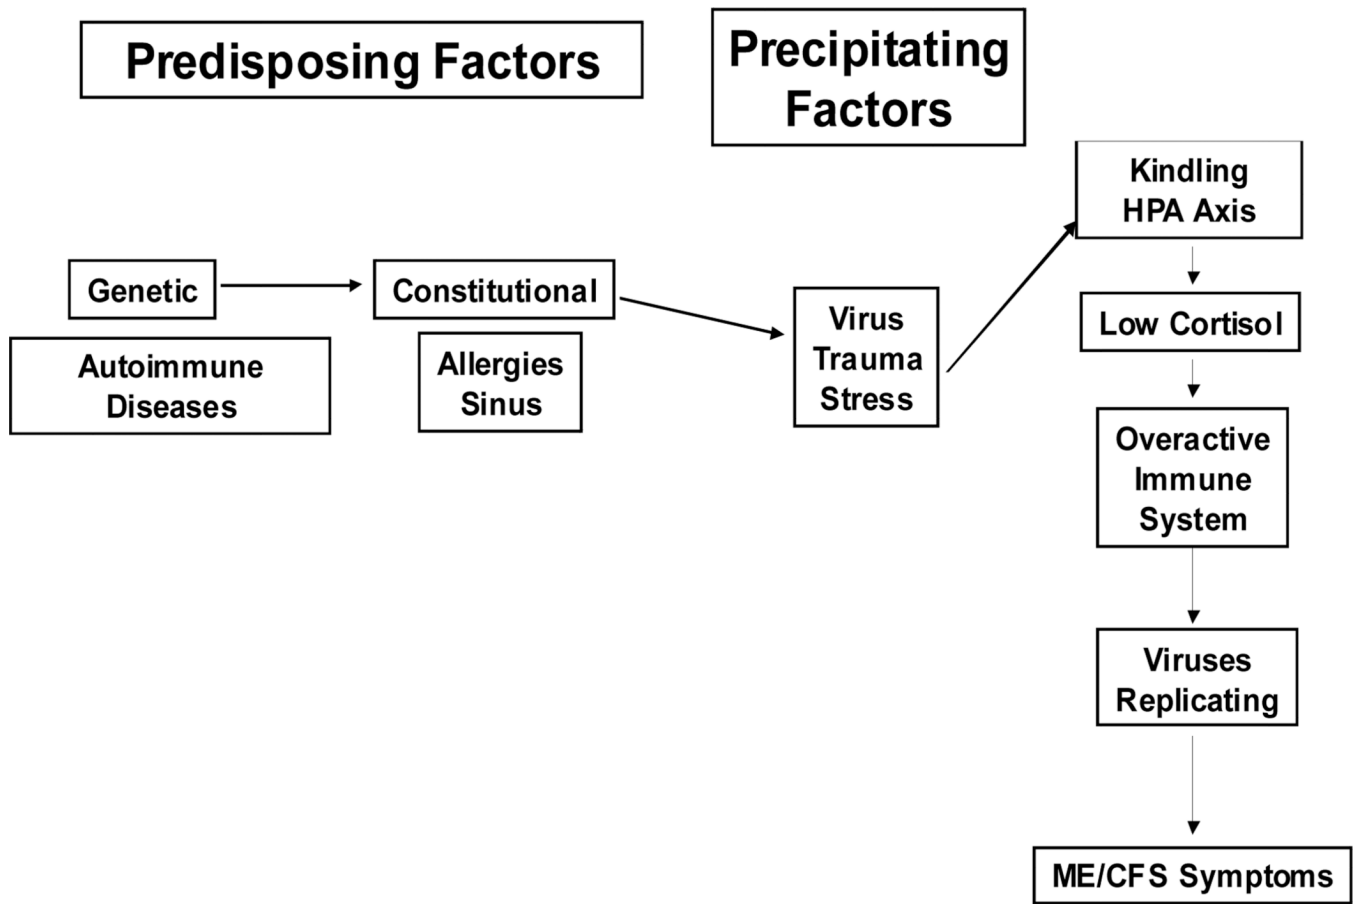 Predisposing Factors
Precipitating
Factors
Kindling
HPA Axis
Genetic
Constitutional
Autoimmune
Diseases
Allergies
Sinus
Virus
Trauma
Stress
Low Cortisol
Overactive
Immune
System
Viruses
Replicating
ME/CFS Symptoms